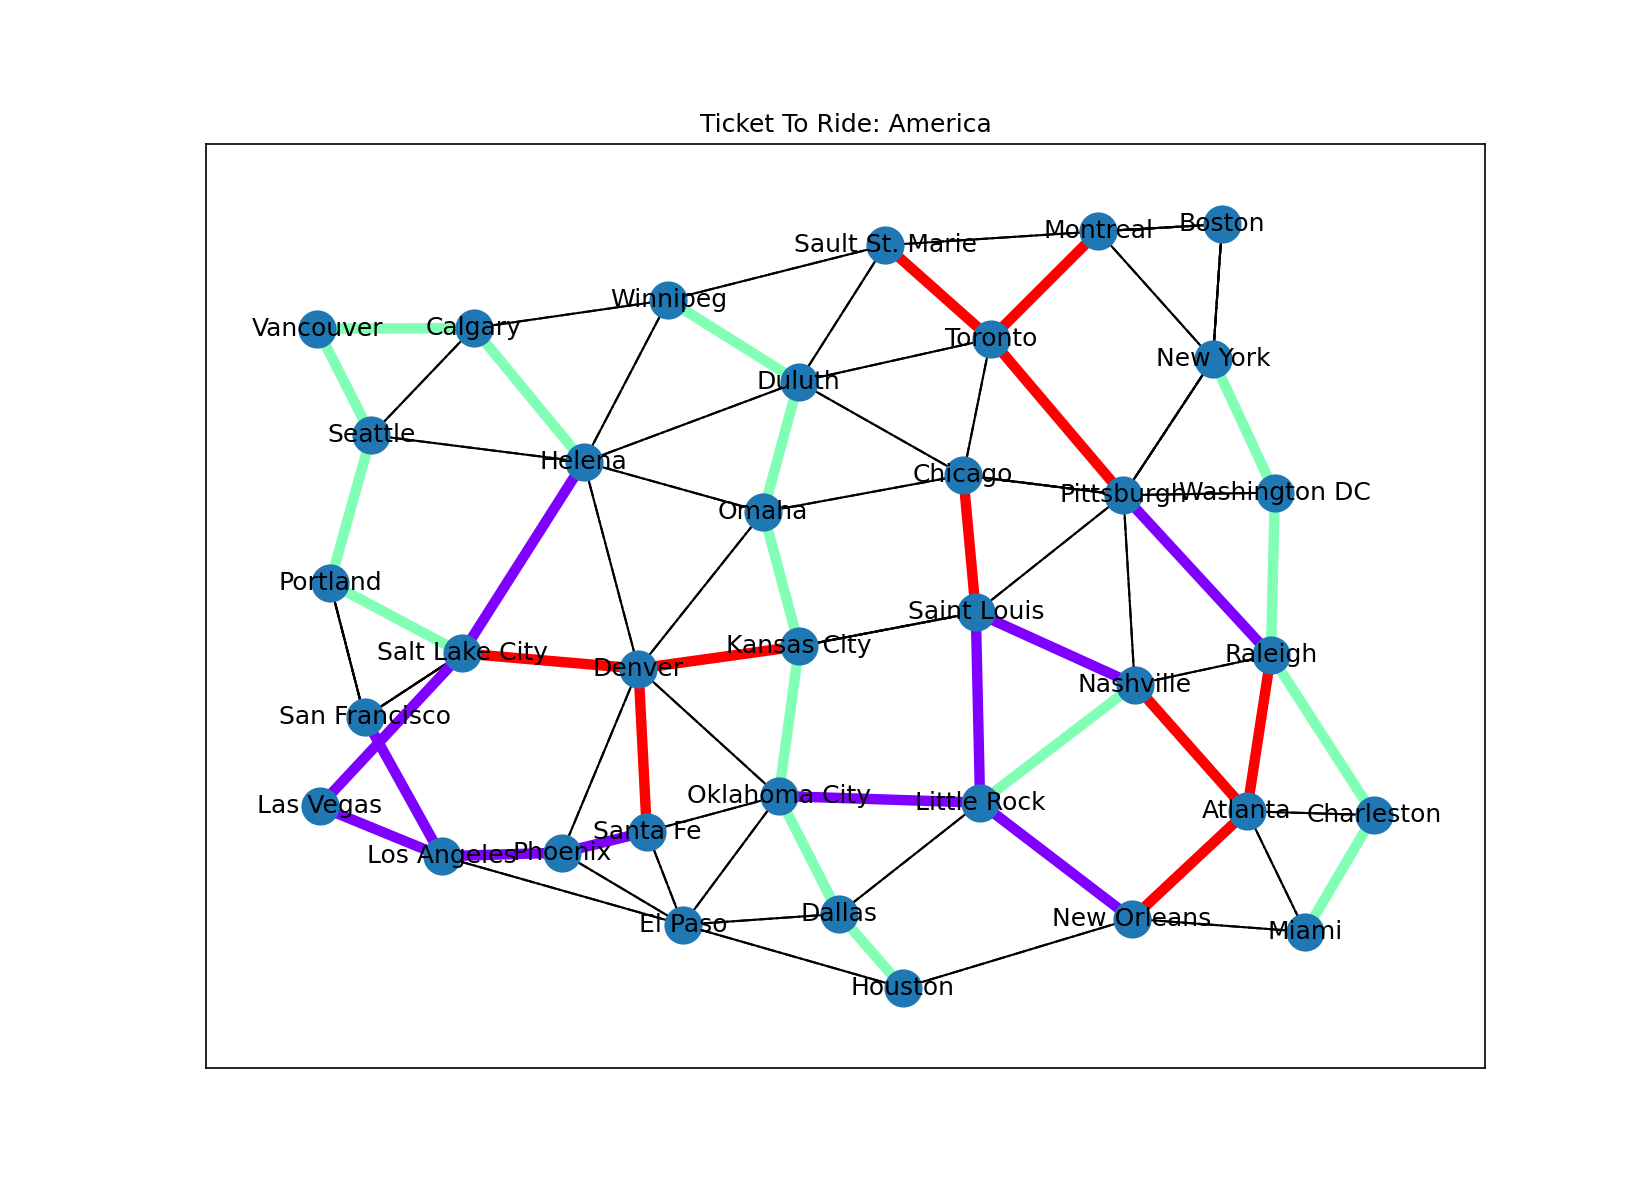 Ticket To Ride: America
Boston
Montreal
Sault St. Marie
Winnipeg
Vancouver
Calgary
Toronto
New York
Duluth
Seattle
Helena
Chicago
Pittsburgh
Washington DC
Omaha
Portland
Saint Louis
Salt Lake City
Denver
Kansas City
Raleigh
Nashville
San Francisco
Las Vegas
Oklahoma City
Little Rock
Atlanta
Charleston
Santa Fe
Los Angeles
Phoenix
El Paso
Dallas
New Orleans
Miami
Houston